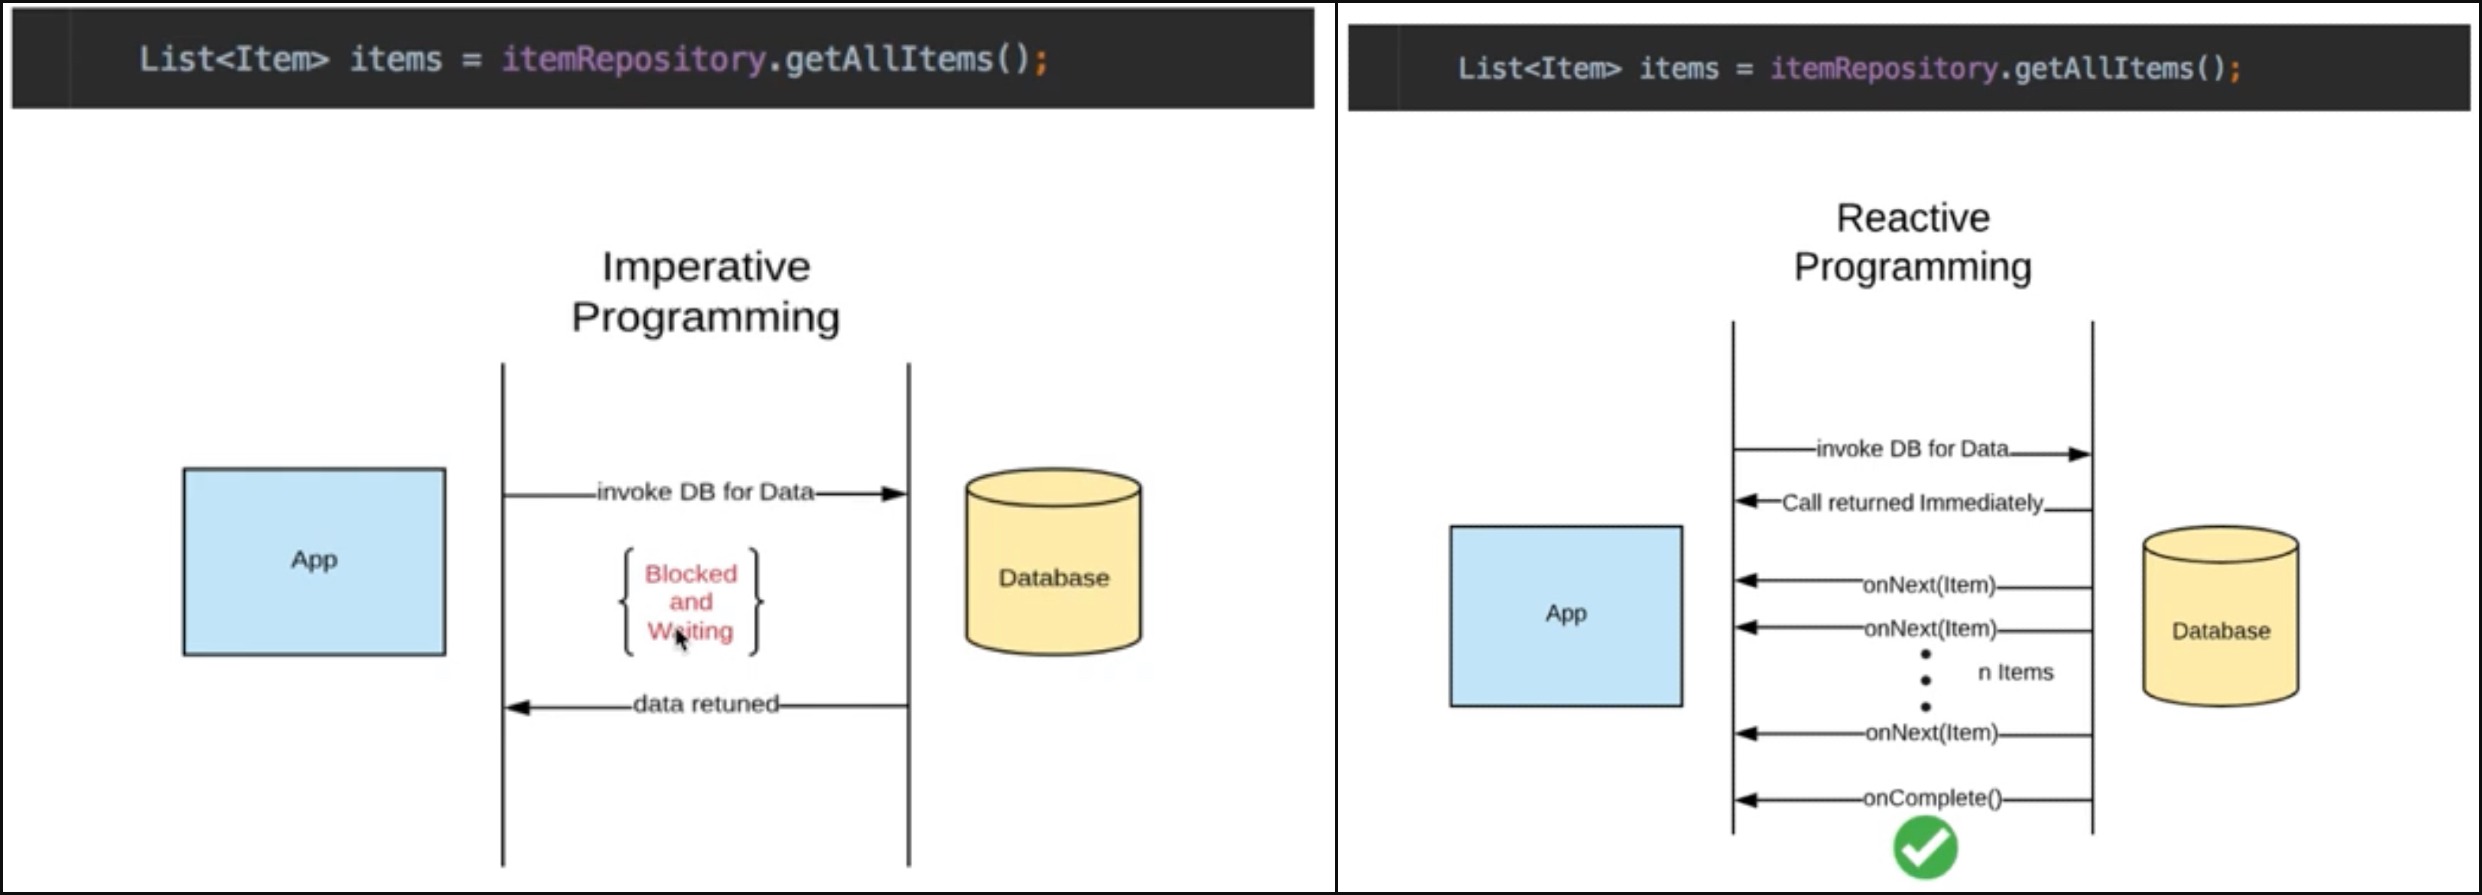 List<Item> items = itemRepository.getAllItems();
Imperative
Programming
invoke DB for Data
App
Blocked
and
Waiting
Database
data retuned
List<Item> items = itemRepository.getAllItems();
Reactive
Programming
invoke DB for Data
Call returned Immediately
onNext(Item)
App
onNext(Item)
Database
n Items
onNext(Item)
onComplete()